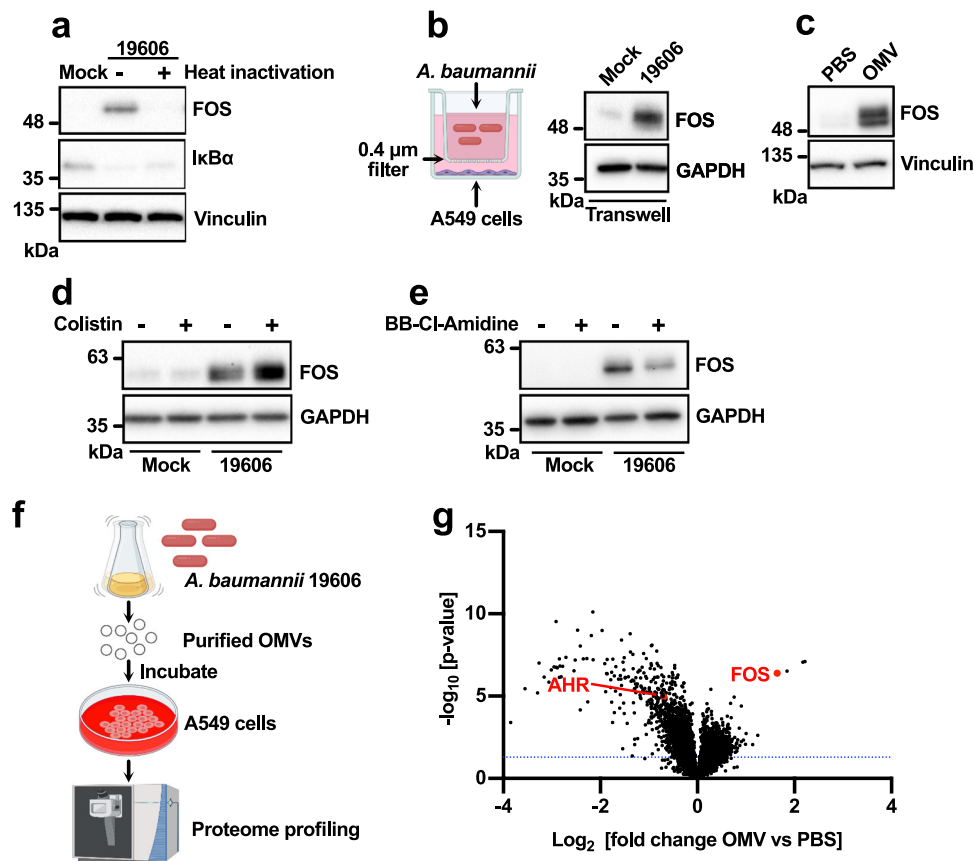 a
19606
Mock - + Heat inactivation
FOS
48
IκBα
35
135
Vinculin
kDa
b
A. baumannii
0.4 μm
filter
A549 cells
Mock 19606
FOS
48
GAPDH
35
kDa
Transwell
c
PBS OMV
FOS
48
135
Vinculin
kDa
d
Colistin - + - +
63
FOS
GAPDH
35
kDa
Mock 19606
e
BB-Cl-Amidine - + - +
63
FOS
GAPDH
35
kDa
Mock 19606
f
A. baumannii 19606
Purified OMVs
Incubate
A549 cells
Proteome profiling
g
15
10
5
0
-log10 [p-value]
FOS
AHR
-4 -2 0 2 4
Log2 [fold change OMV vs PBS]